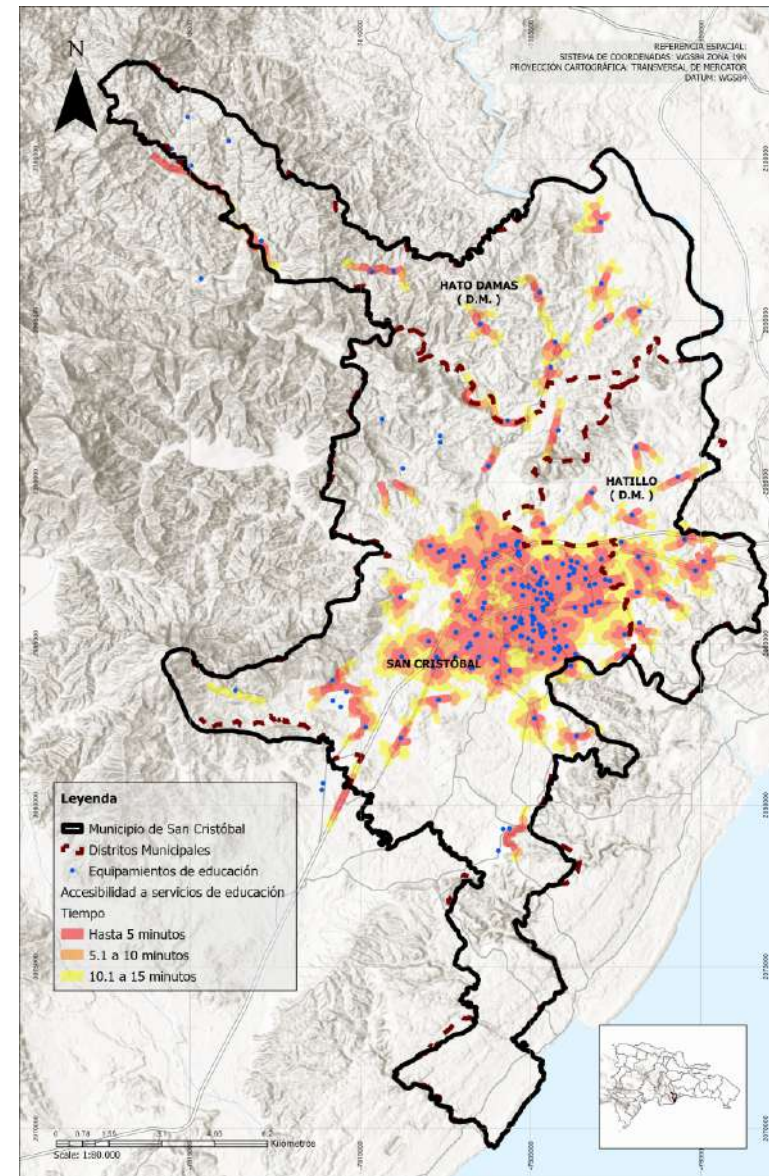 REFERENCIA ESPACIAL:
SISTEMA DE COORDENADAS: WGS84 ZONA 19N
PROYECCIÓN CARTOGRÁFICA: TRANSVERSAL DE MERCATOR
DATUM: WGS84
N
HATO DAMAS
( D.M. )
HATILLO
( D.M. )
SAN CRISTÓBAL
Leyenda
Municipio de San Cristóbal
Distritos Municipales
Equipamientos de educación
Accesibilidad a servicios de educación
Tiempo
Hasta 5 minutos
5.1 a 10 minutos
10.1 a 15 minutos
Kilometros
Scale: 1:80.000